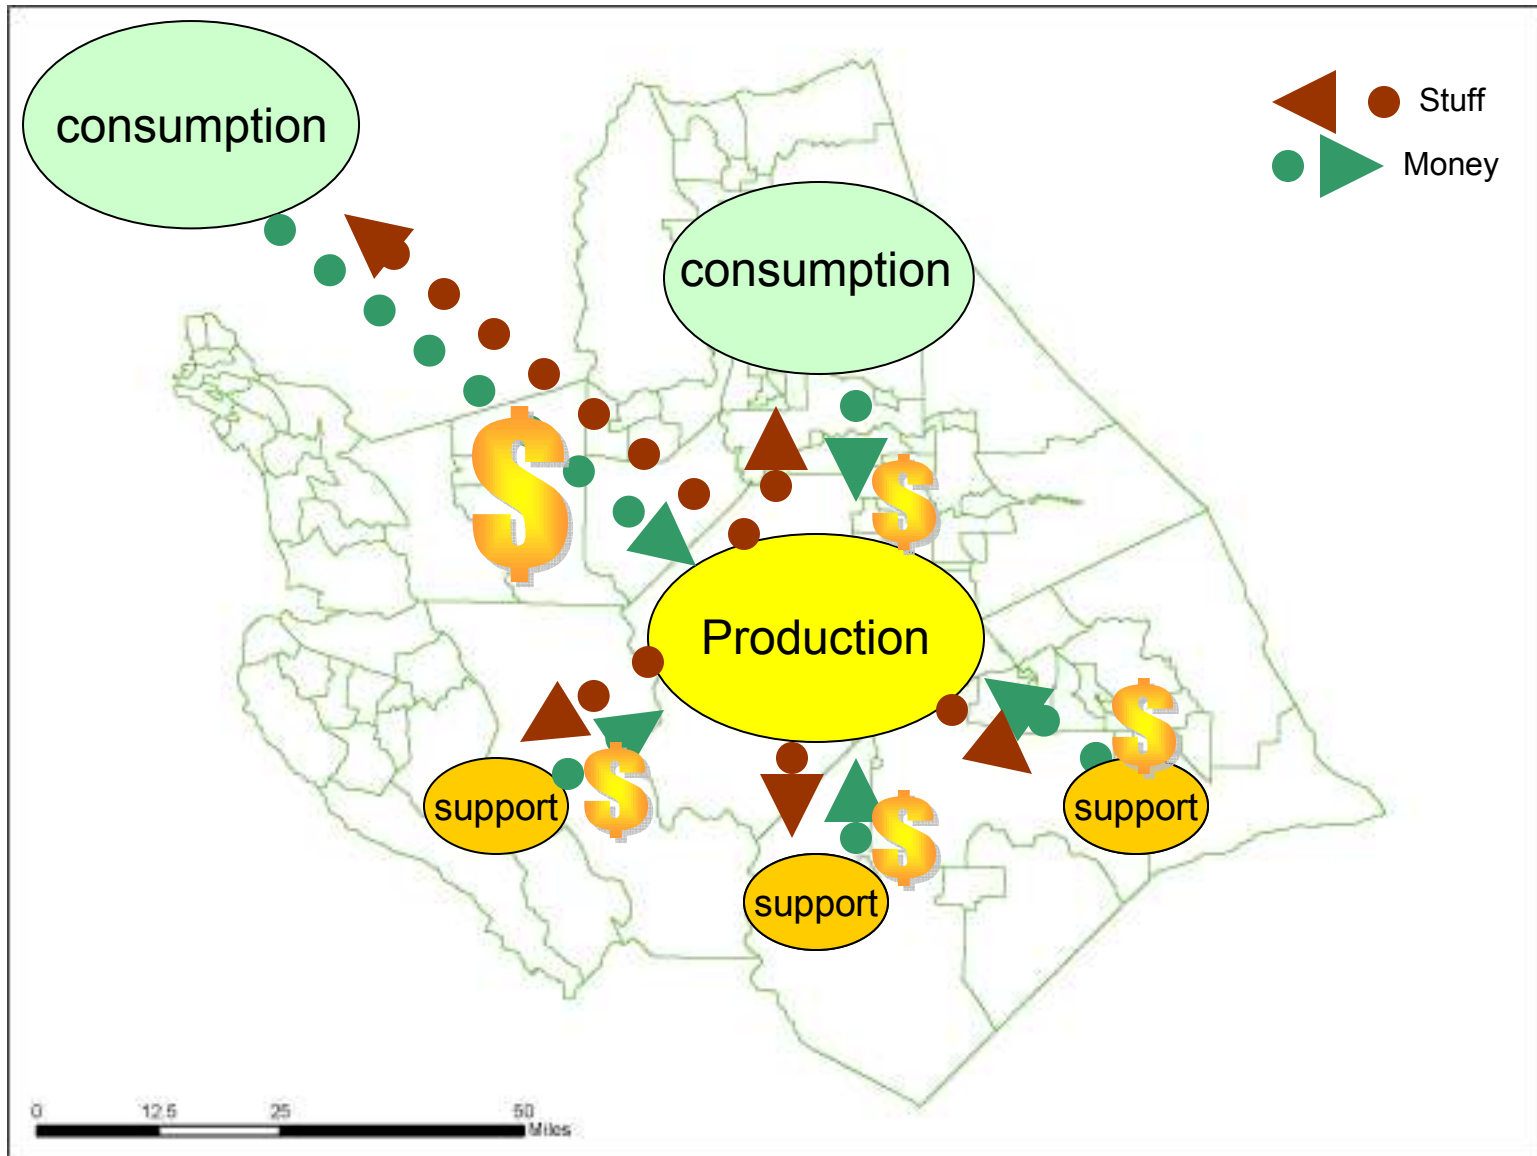 consumption
Stuff
Money
consumption
$
$
Production
$
$
$
support
support
support
0 12.5 25 50
Miles